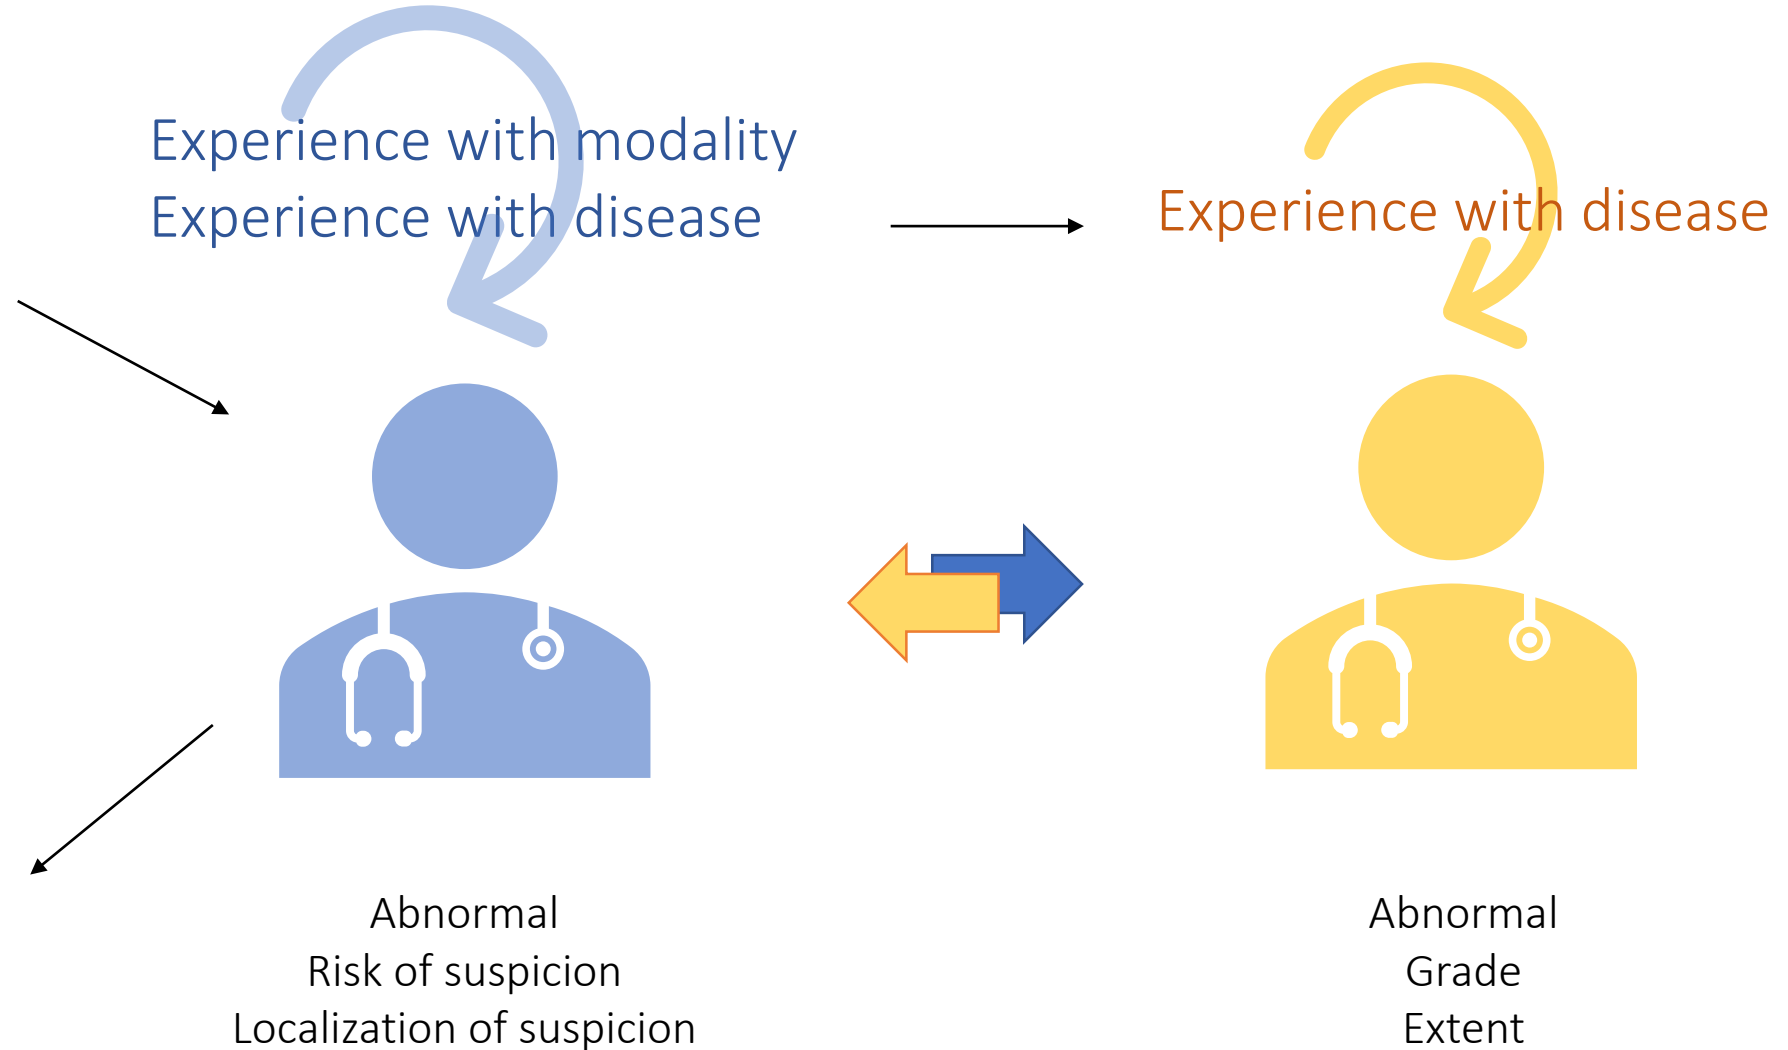 Experience with modality
Experience with disease
Experience with disease
Abnormal
Risk of suspicion
Localization of suspicion
Abnormal
Grade
Extent